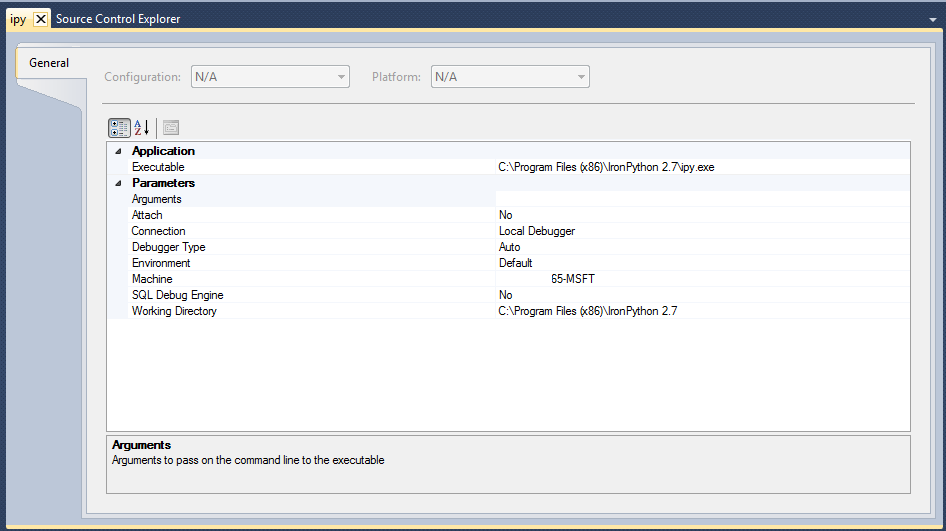 ipy Source Control Explorer
General
Configuration: N/A Platform: N/A
Application
Executable C:\Program Files (x86)\IronPython 2.7\ipy.exe
Parameters
Arguments
Attach No
Connection Local Debugger
Debugger Type Auto
Environment Default
Machine 65-MSFT
SQL Debug Engine No
Working Directory C:\Program Files (x86)\IronPython 2.7
Arguments
Arguments to pass on the command line to the executable